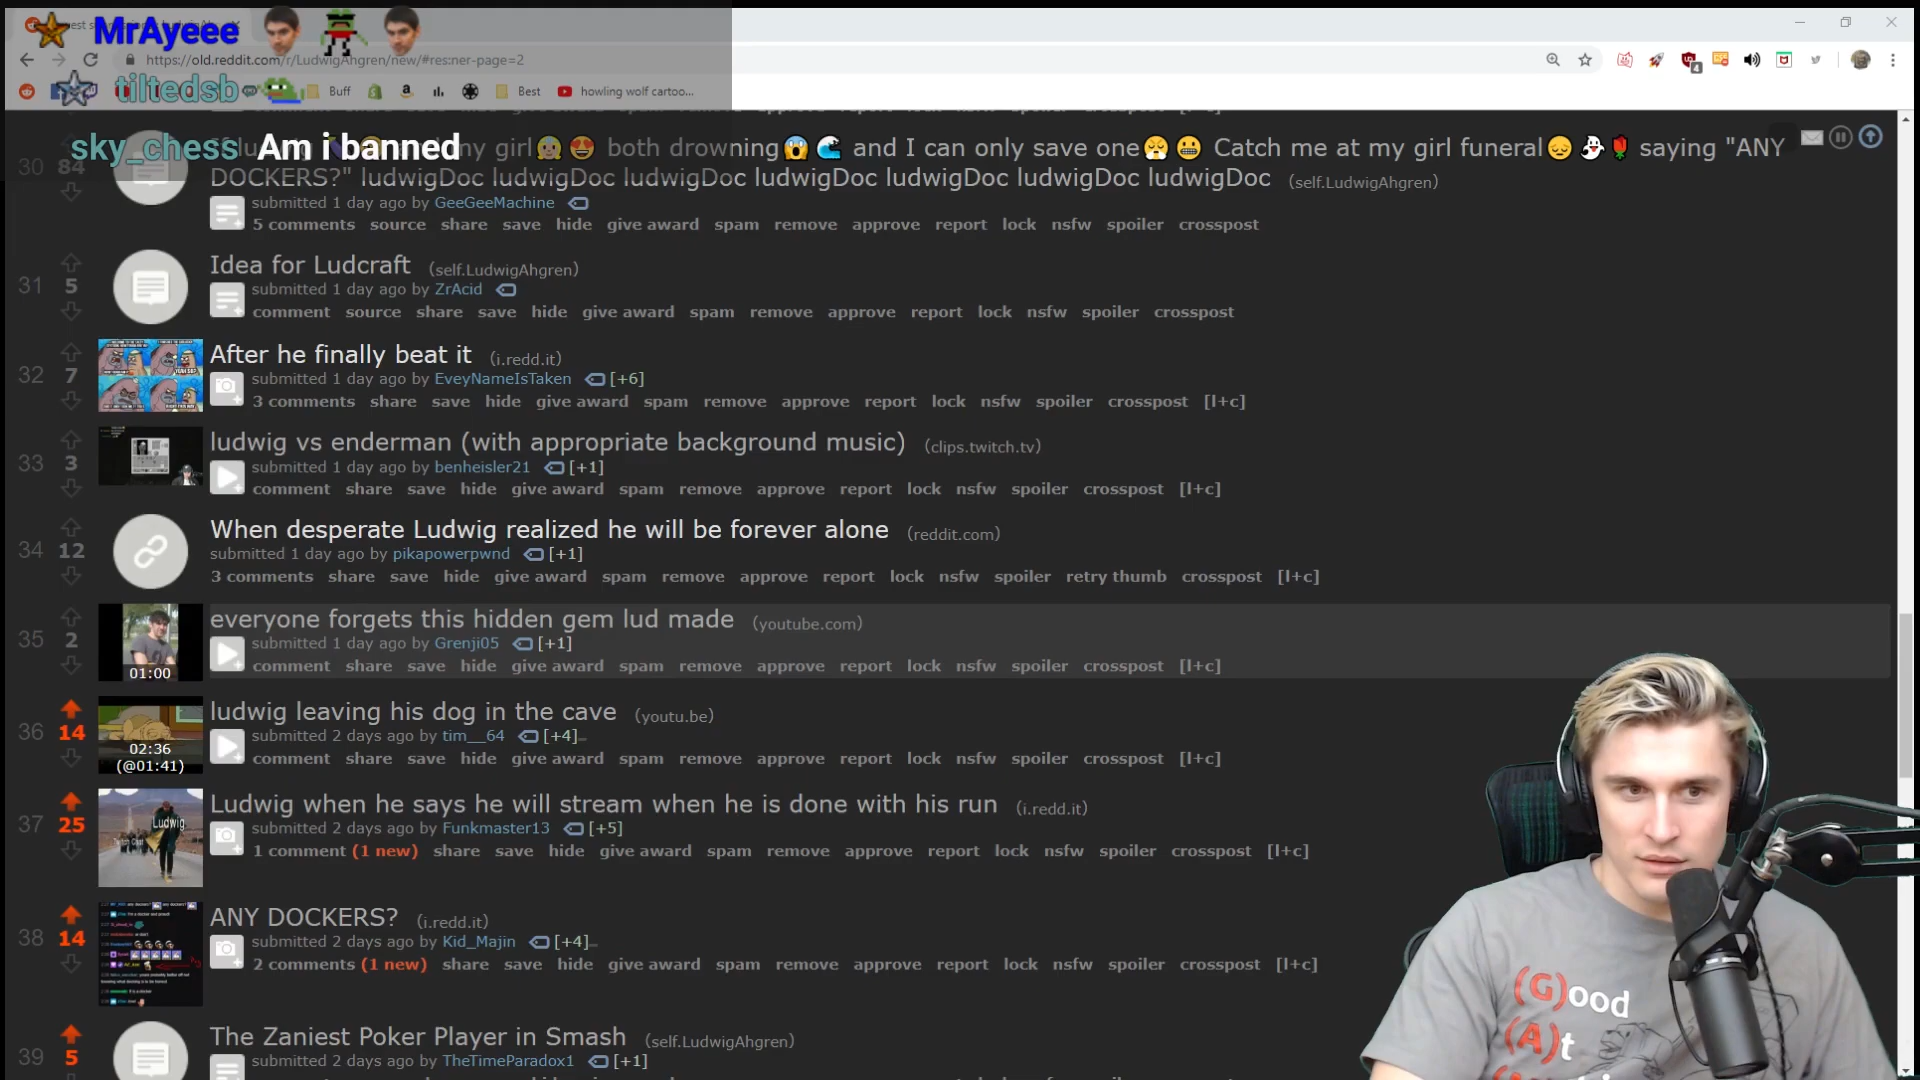 MrAyeee
https://old.reddit.com/r/LudwigAhgren/new/#res:ner-page=2
tiltedsb
Buff
Best
howling wolf cartoo...
sky_chess Am i banned
30 84 my girl both drowning and I can only save one Catch me at my girl funeral saying "ANY
DOCKERS?" ludwigDoc ludwigDoc ludwigDoc ludwigDoc ludwigDoc ludwigDoc ludwigDoc (self.LudwigAhgren)
submitted 1 day ago by GeeGeeMachine
5 comments source share save hide give award spam remove approve report lock nsfw spoiler crosspost
Idea for Ludcraft (self.LudwigAhgren)
31 5 submitted 1 day ago by ZrAcid
comment source share save hide give award spam remove approve report lock nsfw spoiler crosspost
After he finally beat it (i.redd.it)
32 7 submitted 1 day ago by EveyNameIsTaken [+6]
3 comments share save hide give award spam remove approve report lock nsfw spoiler crosspost [l+c]
ludwig vs enderman (with appropriate background music) (clips.twitch.tv)
33 3 submitted 1 day ago by benheisler21 [+1]
comment share save hide give award spam remove approve report lock nsfw spoiler crosspost [l+c]
When desperate Ludwig realized he will be forever alone (reddit.com)
34 12 submitted 1 day ago by pikapowerpwnd [+1]
3 comments share save hide give award spam remove approve report lock nsfw spoiler retry thumb crosspost [l+c]
everyone forgets this hidden gem lud made (youtube.com)
35 2 submitted 1 day ago by Grenji05 [+1]
01:00 comment share save hide give award spam remove approve report lock nsfw spoiler crosspost [l+c]
ludwig leaving his dog in the cave (youtu.be)
36 14 submitted 2 days ago by tim__64 [+4]
02:36
(@01:41) comment share save hide give award spam remove approve report lock nsfw spoiler crosspost [l+c]
Ludwig when he says he will stream when he is done with his run (i.redd.it)
37 25 Ludwig submitted 2 days ago by Funkmaster13 [+5]
Twitch Chat 1 comment (1 new) share save hide give award spam remove approve report lock nsfw spoiler crosspost [l+c]
ANY DOCKERS? (i.redd.it)
38 14 submitted 2 days ago by Kid_Majin [+4]
2 comments (1 new) share save hide give award spam remove approve report lock nsfw spoiler crosspost [l+c]
The Zaniest Poker Player in Smash (self.LudwigAhgren)
39 5 submitted 2 days ago by TheTimeParadox1 [+1]
(G)ood
(A)t